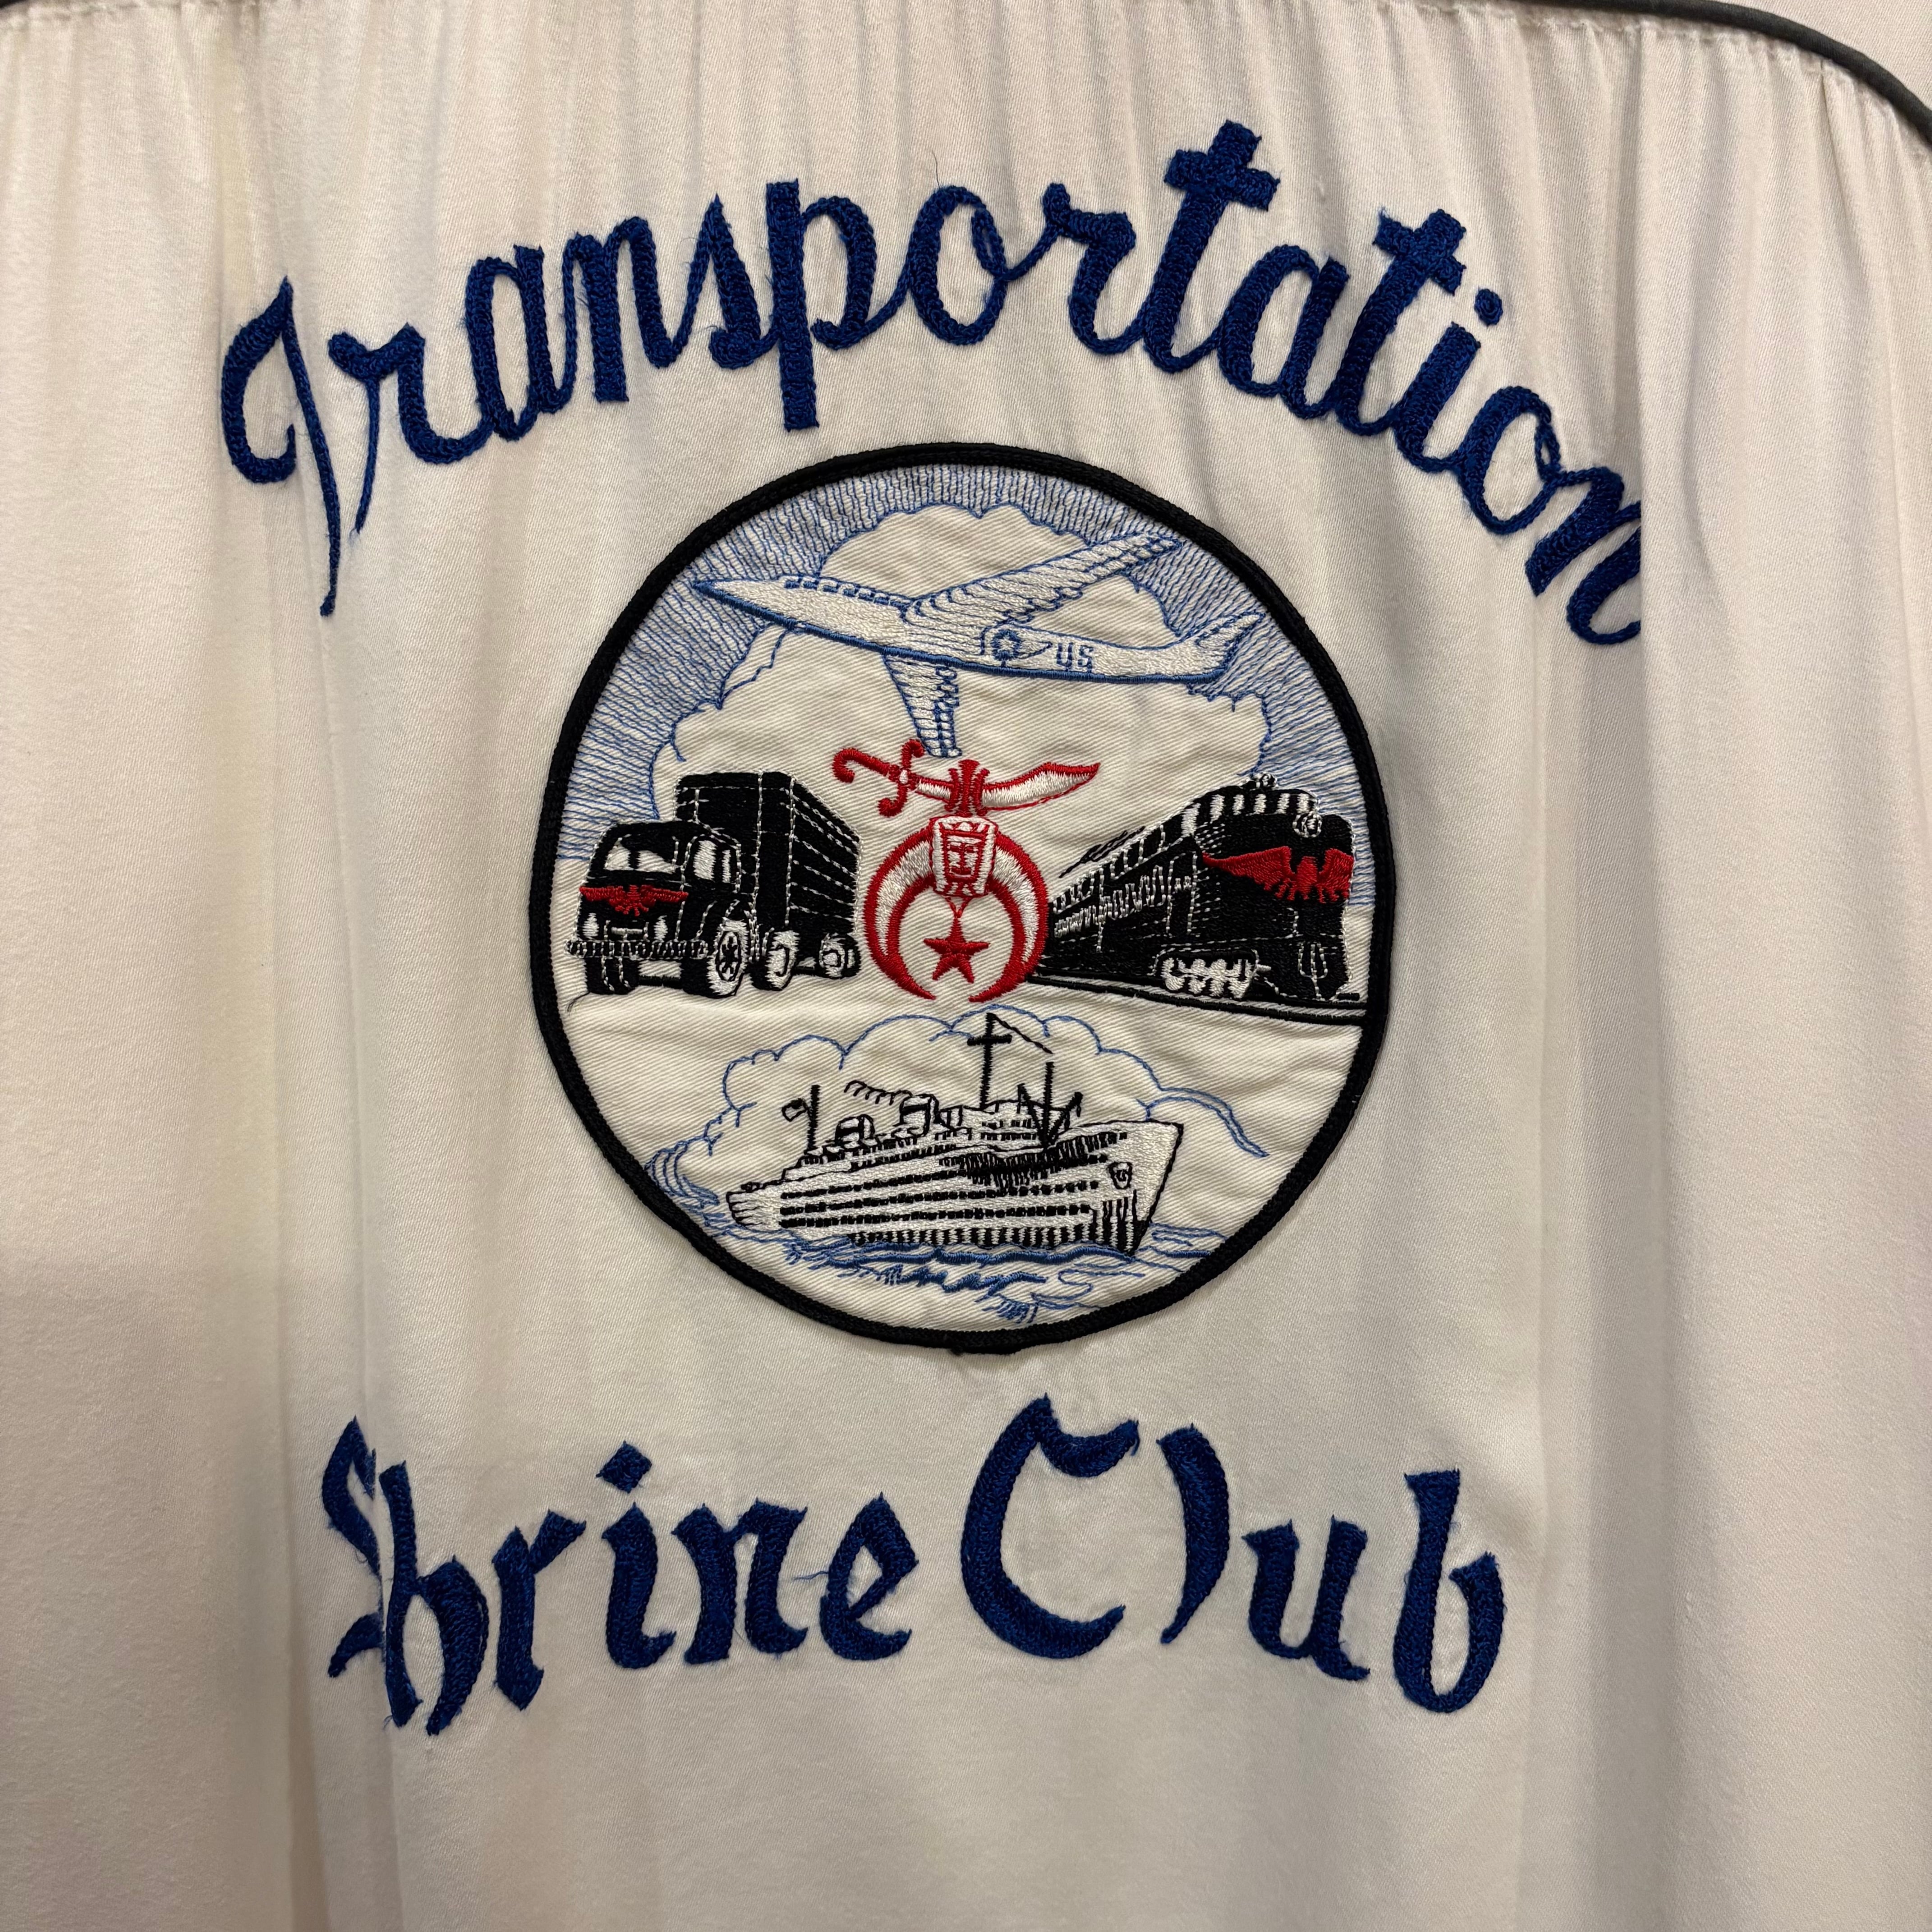 Transportation
US
Shrine Club